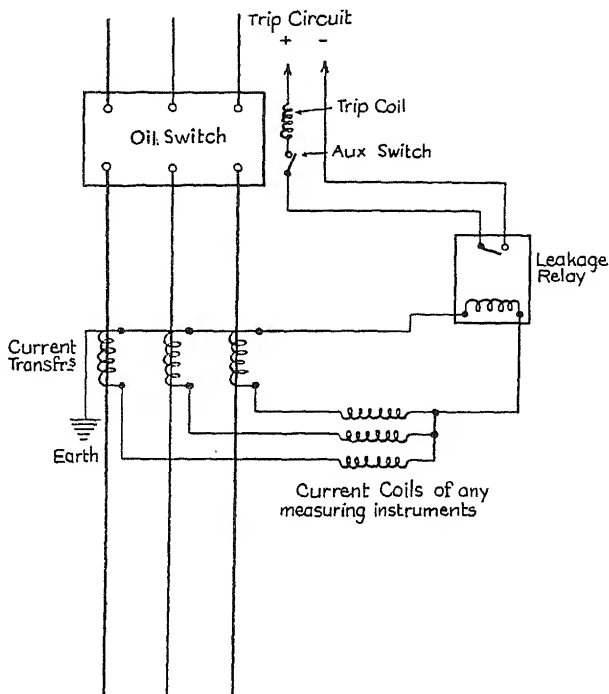 Trip Circuit
+ -
Trip Coil
Oil Switch
Aux Switch
Leakage
Relay
Current
Transfrs
Earth
Current Coils of any
measuring instruments